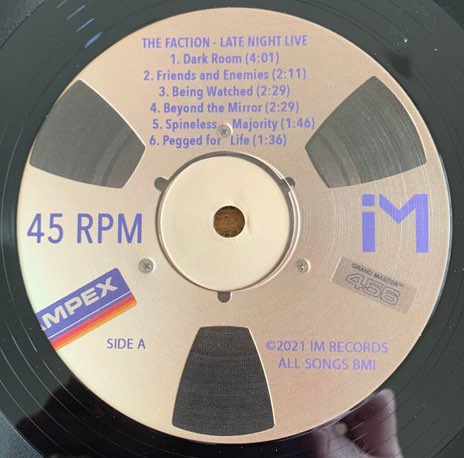 THE FACTION - LATE NIGHT LIVE
1. Dark Room (4:01)
2. Friends and Enemies (2:11)
3. Being Watched (2:29)
4. Beyond the Mirror (2:29)
5. Spineless Majority (1:46)
6. Pegged for Life (1:36)
45 RPM
iM
AMPEX
GRAND MASTER™
456
SIDE A
©2021 IM RECORDS
ALL SONGS BMI